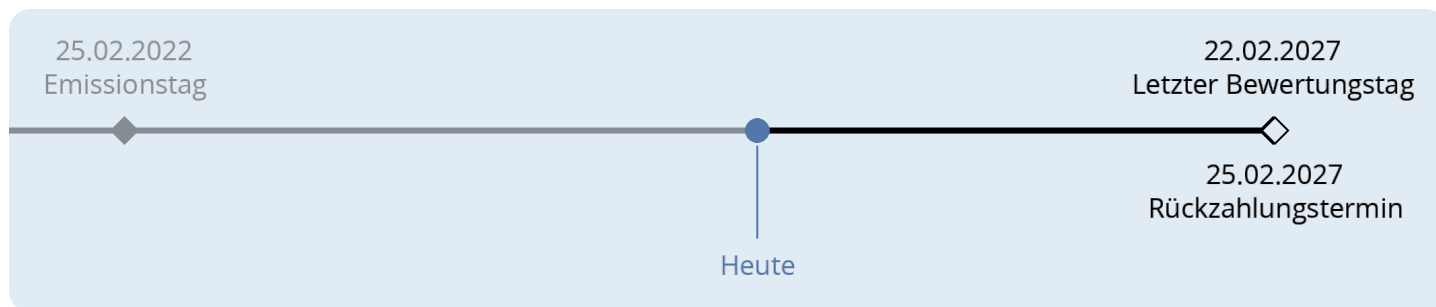 25.02.2022
Emissionstag
22.02.2027
Letzter Bewertungstag
25.02.2027
Rückzahlungstermin
Heute